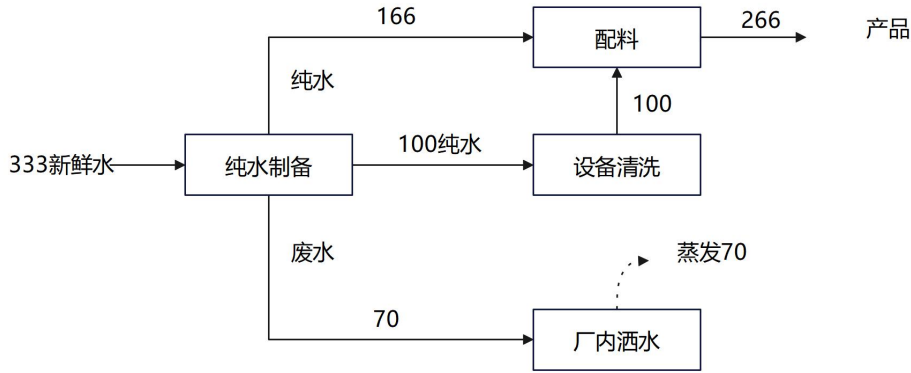 166
配料
266
产品
纯水
100
333新鲜水
纯水制备
100纯水
设备清洗
废水
蒸发70
70
厂内洒水